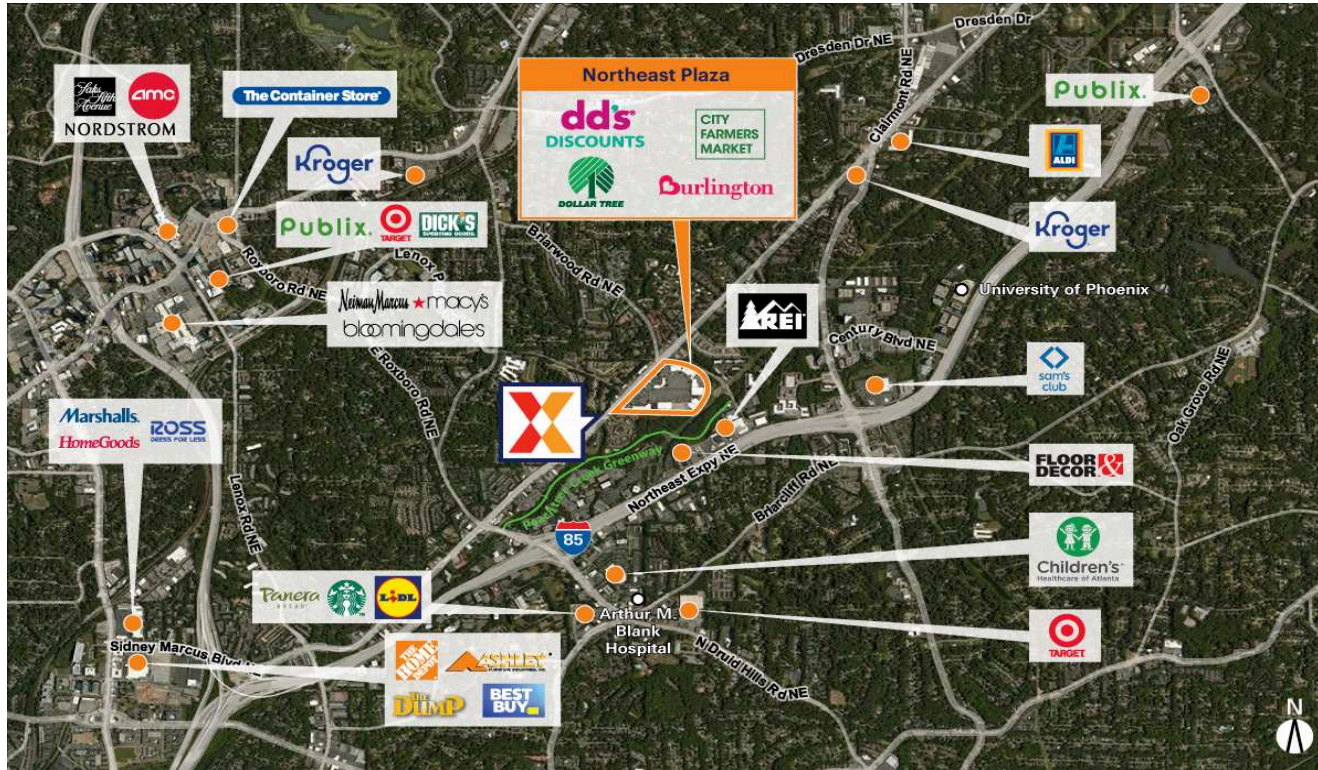 Dresden Dr
Dresden Dr NE
Clairmont Rd NE
Northeast Plaza
dd's
DISCOUNTS
CITY
FARMERS
MARKET
DOLLAR TREE
Burlington
Saks
Fifth
Avenue
amc
NORDSTROM
The Container Store
Kroger
Publix.
TARGET
DICK'S
SPORTING GOODS
Publix.
ALDI
Kroger
Roxboro Rd NE
Lenox
Briarwood Rd NE
Neiman Marcus macy's
bloomingdales
REI
University of Phoenix
Century Blvd NE
sam's
club
Oak Grove Rd NE
E Roxboro Rd NE
Marshalls.
HomeGoods
ROSS
DRESS FOR LESS
Lenox Rd NE
Peachtree Creek Greenway
Northeast Expy NE
Briarcliff Rd NE
85
FLOOR &
DECOR
Children's
Healthcare of Atlanta
Panera
BREAD
LIDL
Arthur M.
Blank
Hospital
TARGET
N Druid Hills Rd NE
Sidney Marcus Blvd
THE
HOME
DEPOT
ASHLEY
THE
DUMP
BEST
BUY
N